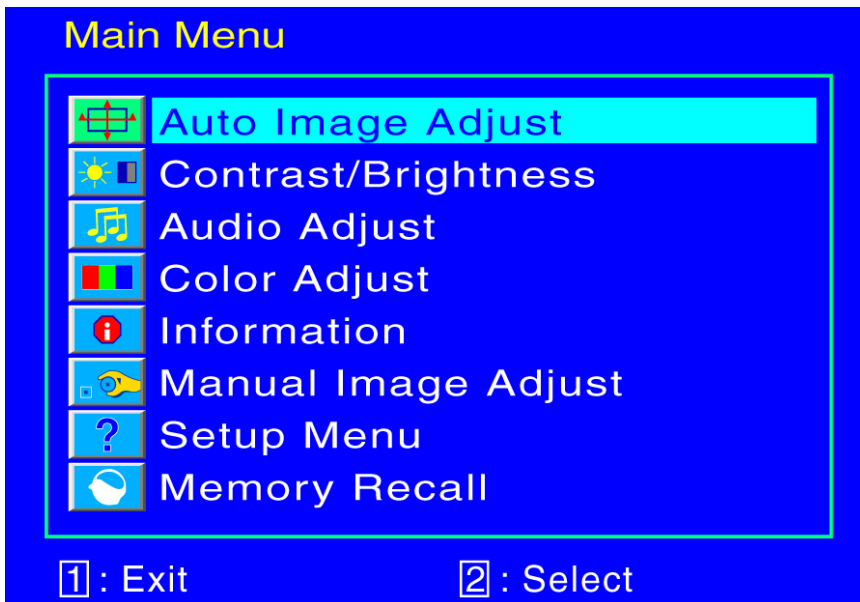 Main Menu
Auto Image Adjust
Contrast/Brightness
Audio Adjust
Color Adjust
Information
Manual Image Adjust
Setup Menu
Memory Recall
1 : Exit 2 : Select